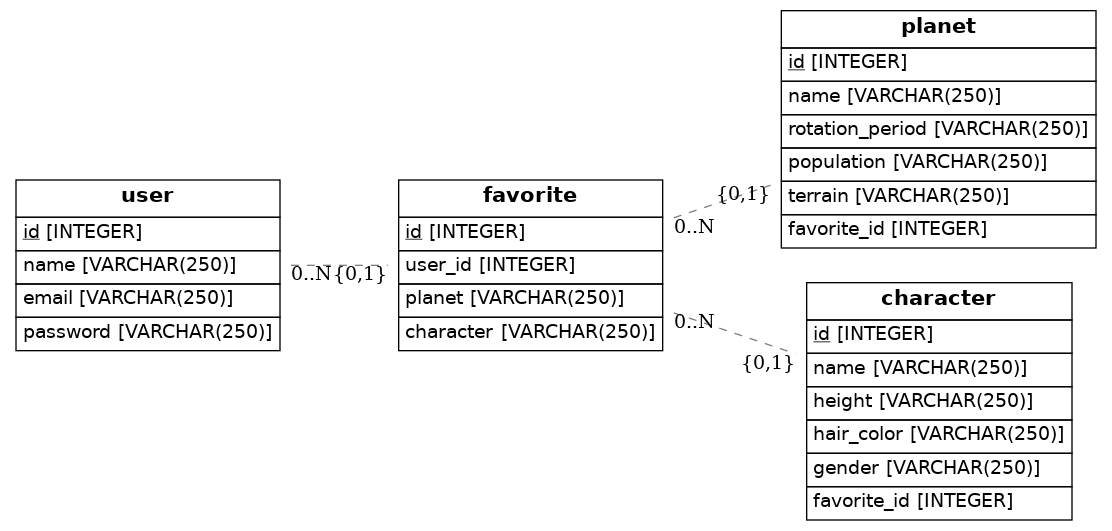 user
id [INTEGER]
name [VARCHAR(250)]
email [VARCHAR(250)]
password [VARCHAR(250)]
0..N
{0,1}
favorite
id [INTEGER]
user_id [INTEGER]
planet [VARCHAR(250)]
character [VARCHAR(250)]
{0,1}
0..N
0..N
{0,1}
planet
id [INTEGER]
name [VARCHAR(250)]
rotation_period [VARCHAR(250)]
population [VARCHAR(250)]
terrain [VARCHAR(250)]
favorite_id [INTEGER]
character
id [INTEGER]
name [VARCHAR(250)]
height [VARCHAR(250)]
hair_color [VARCHAR(250)]
gender [VARCHAR(250)]
favorite_id [INTEGER]